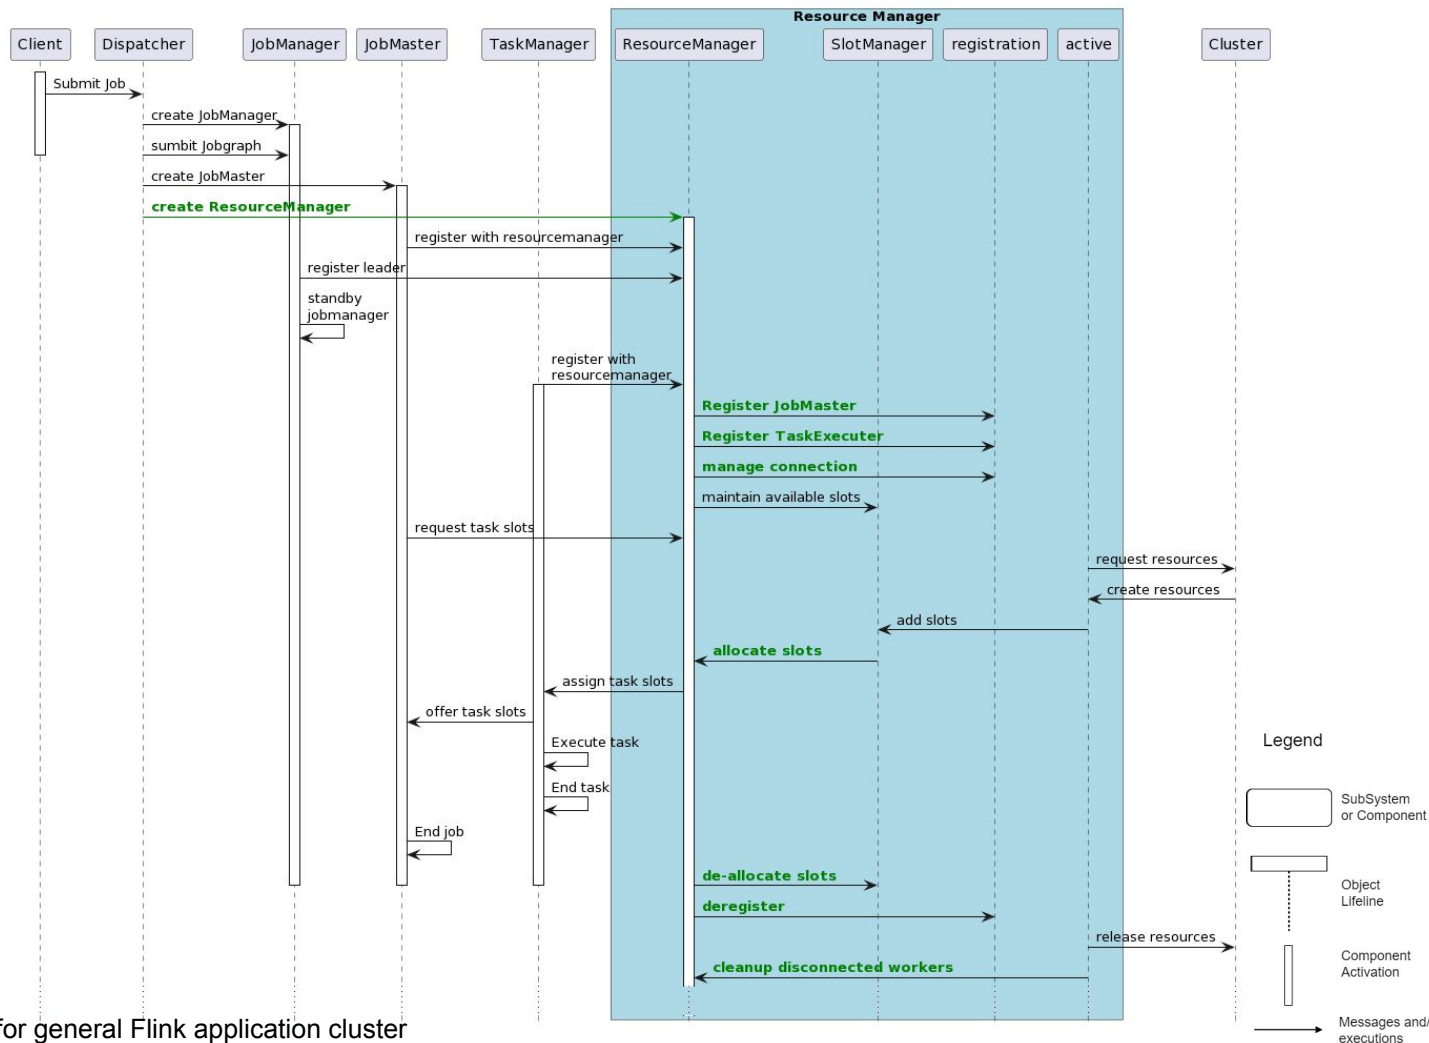 Resource Manager
Client
Dispatcher
JobManager
JobMaster
TaskManager
ResourceManager
SlotManager
registration
active
Cluster
Submit Job
create JobManager
sumbit Jobgraph
create JobMaster
create ResourceManager
register with resourcemanager
register leader
standby
jobmanager
register with
resourcemanager
Register JobMaster
Register TaskExecuter
manage connection
maintain available slots
request task slots
request resources
create resources
add slots
allocate slots
assign task slots
offer task slots
Execute task
End task
End job
de-allocate slots
deregister
release resources
cleanup disconnected workers
Legend
SubSystem
or Component
Object
Lifeline
Component
Activation
Messages and/
executions
for general Flink application cluster